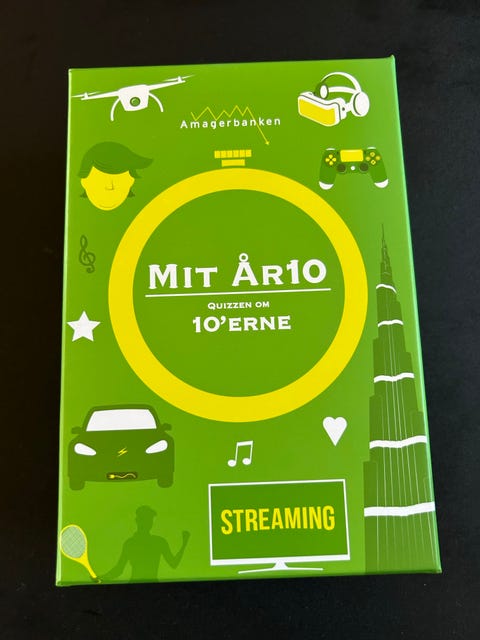 Amagerbanken
MIT ÅR10
QUIZZEN OM
10'ERNE
STREAMING